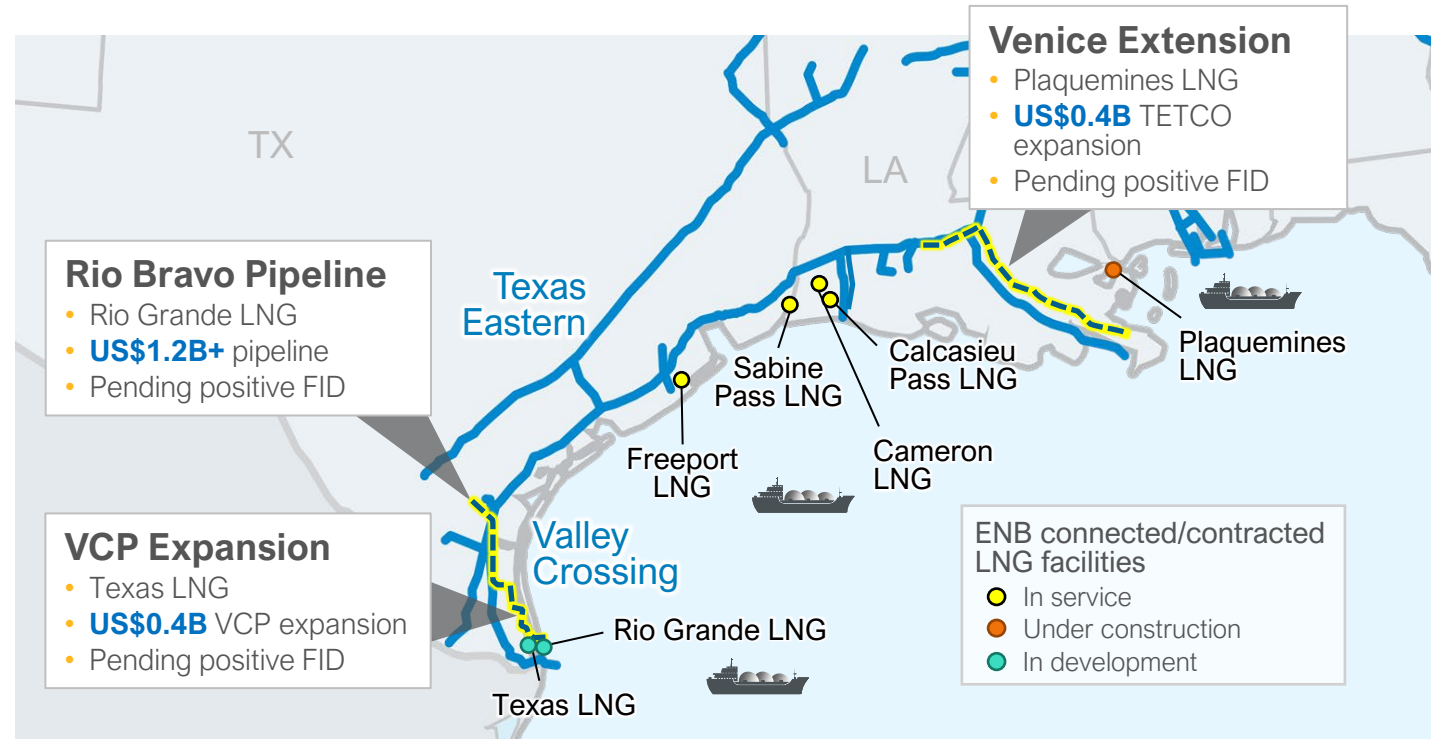 Venice Extension
• Plaquemines LNG
• US$0.4B TETCO
expansion
• Pending positive FID
TX
LA
Rio Bravo Pipeline
• Rio Grande LNG
• US$1.2B+ pipeline
• Pending positive FID
Texas
Eastern
Sabine
Pass LNG
Calcasieu
Pass LNG
Plaquemines
LNG
Freeport
LNG
Cameron
LNG
VCP Expansion
• Texas LNG
• US$0.4B VCP expansion
• Pending positive FID
Valley
Crossing
Rio Grande LNG
Texas LNG
ENB connected/contracted
LNG facilities
In service
Under construction
In development